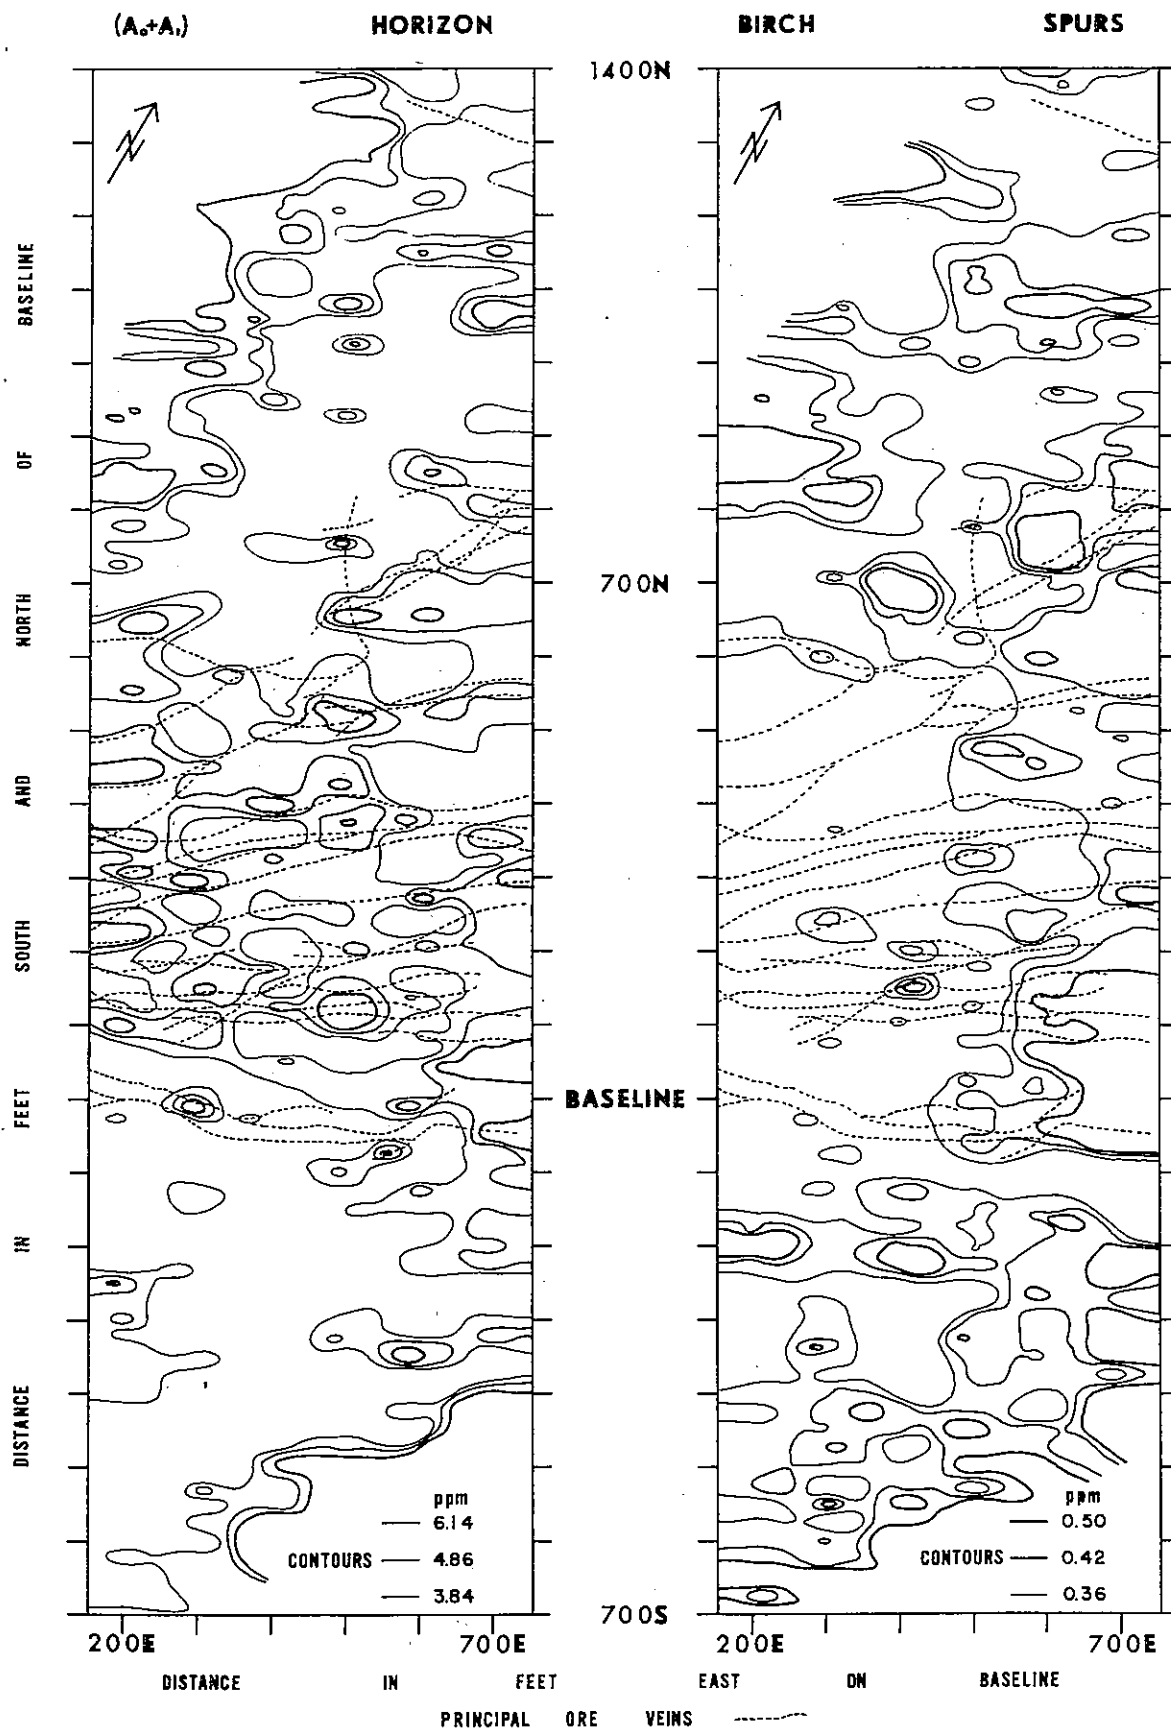 (A₀+A₁) HORIZON BIRCH SPURS
1400N
DISTANCE IN FEET SOUTH AND NORTH OF BASELINE
N
N
700N
BASELINE
ppm
6.14
CONTOURS 4.86
3.84
ppm
0.50
CONTOURS 0.42
0.36
700S
200E 700E 200E 700E
DISTANCE IN FEET EAST ON BASELINE
PRINCIPAL ORE VEINS